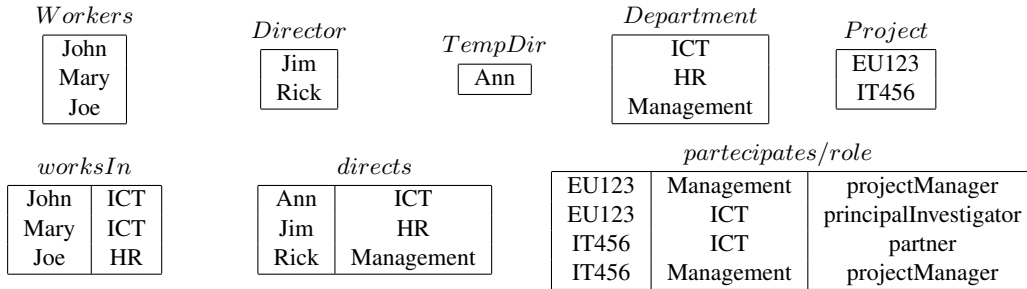 Workers
John
Mary
Joe
Director
Jim
Rick
TempDir
Ann
Department
ICT
HR
Management
Project
EU123
IT456
worksIn
John ICT
Mary ICT
Joe HR
directs
Ann ICT
Jim HR
Rick Management
partecipates/role
EU123 Management projectManager
EU123 ICT principalInvestigator
IT456 ICT partner
IT456 Management projectManager